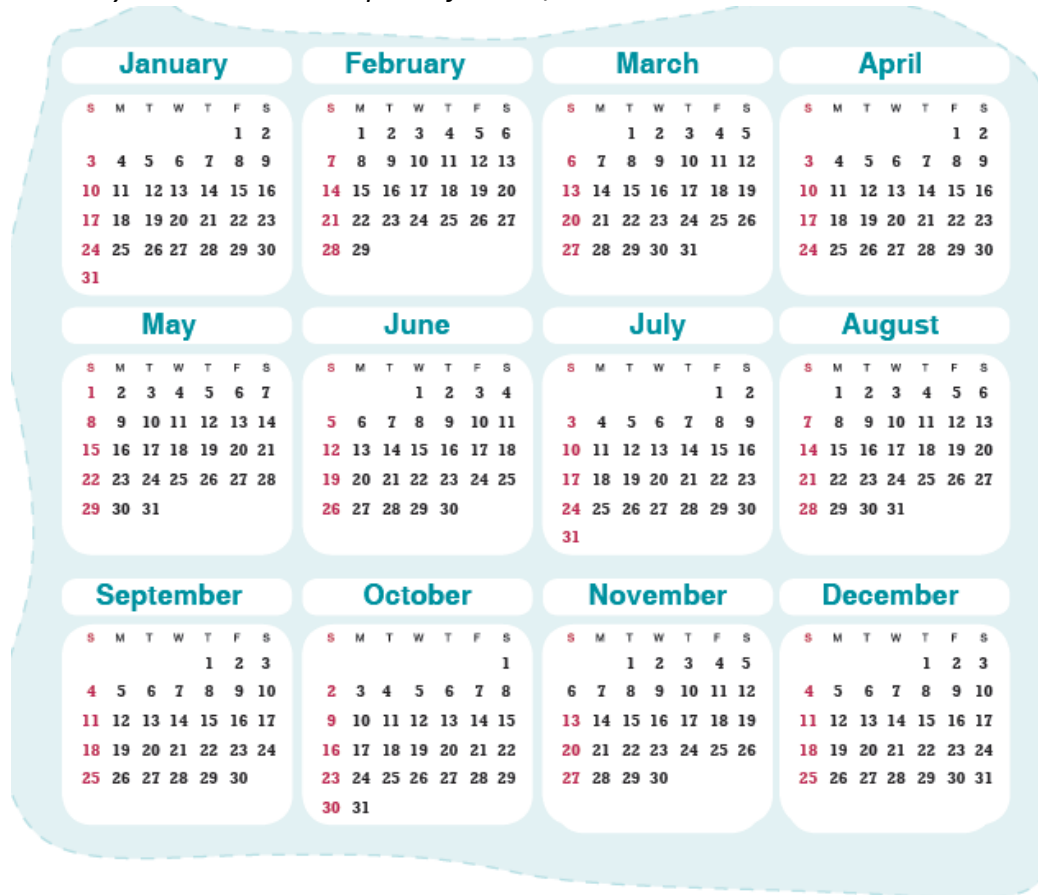 January February March April
S M T W T F S S M T W T F S S M T W T F S S M T W T F S
1 2 1 2 3 4 5 6 1 2 3 4 5 1 2
3 4 5 6 7 8 9 7 8 9 10 11 12 13 6 7 8 9 10 11 12 3 4 5 6 7 8 9
10 11 12 13 14 15 16 14 15 16 17 18 19 20 13 14 15 16 17 18 19 10 11 12 13 14 15 16
17 18 19 20 21 22 23 21 22 23 24 25 26 27 20 21 22 23 24 25 26 17 18 19 20 21 22 23
24 25 26 27 28 29 30 28 29 27 28 29 30 31 24 25 26 27 28 29 30
31
May June July August
S M T W T F S S M T W T F S S M T W T F S S M T W T F S
1 2 3 4 5 6 7 1 2 3 4 1 2 1 2 3 4 5 6
8 9 10 11 12 13 14 5 6 7 8 9 10 11 3 4 5 6 7 8 9 7 8 9 10 11 12 13
15 16 17 18 19 20 21 12 13 14 15 16 17 18 10 11 12 13 14 15 16 14 15 16 17 18 19 20
22 23 24 25 26 27 28 19 20 21 22 23 24 25 17 18 19 20 21 22 23 21 22 23 24 25 26 27
29 30 31 26 27 28 29 30 24 25 26 27 28 29 30 28 29 30 31
31
September October November December
S M T W T F S S M T W T F S S M T W T F S S M T W T F S
1 2 3 1 1 2 3 4 5 1 2 3
4 5 6 7 8 9 10 2 3 4 5 6 7 8 6 7 8 9 10 11 12 4 5 6 7 8 9 10
11 12 13 14 15 16 17 9 10 11 12 13 14 15 13 14 15 16 17 18 19 11 12 13 14 15 16 17
18 19 20 21 22 23 24 16 17 18 19 20 21 22 20 21 22 23 24 25 26 18 19 20 21 22 23 24
25 26 27 28 29 30 23 24 25 26 27 28 29 27 28 29 30 25 26 27 28 29 30 31
30 31